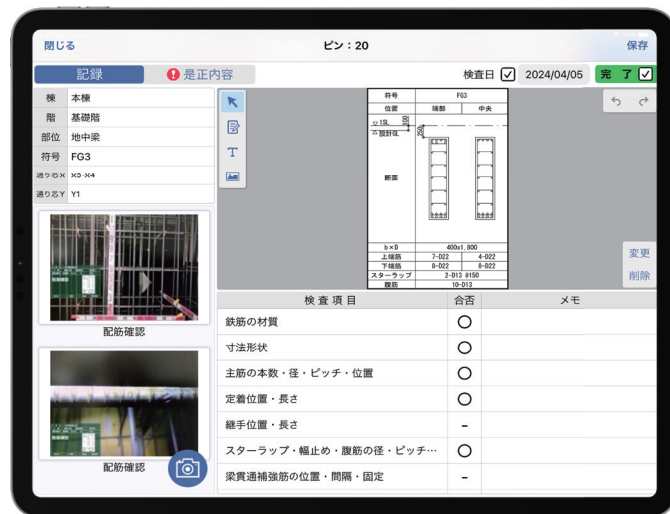 閉じる
ピン：20
保存
記録
是正内容
検査日
2024/04/05
完 了
棟 本棟
階 基礎階
部位 地中梁
符号 FG3
通り芯X X3-X4
通り芯Y Y1
配筋確認
配筋確認
符号 FG3
位置 端部 中央
▽1SL 100
△設計GL 250
断面
b×D 400x1,800
上端筋 7-D22 4-D22
下端筋 8-D22 8-D22
スターラップ 2-D13 @150
腹筋 10-D13
T
変更
削除
検査項目 合否 メモ
鉄筋の材質 ○
寸法形状 ○
主筋の本数・径・ピッチ・位置 ○
定着位置・長さ ○
継手位置・長さ -
スターラップ・幅止め・腹筋の径・ピッチ… ○
梁貫通補強筋の位置・間隔・固定 -